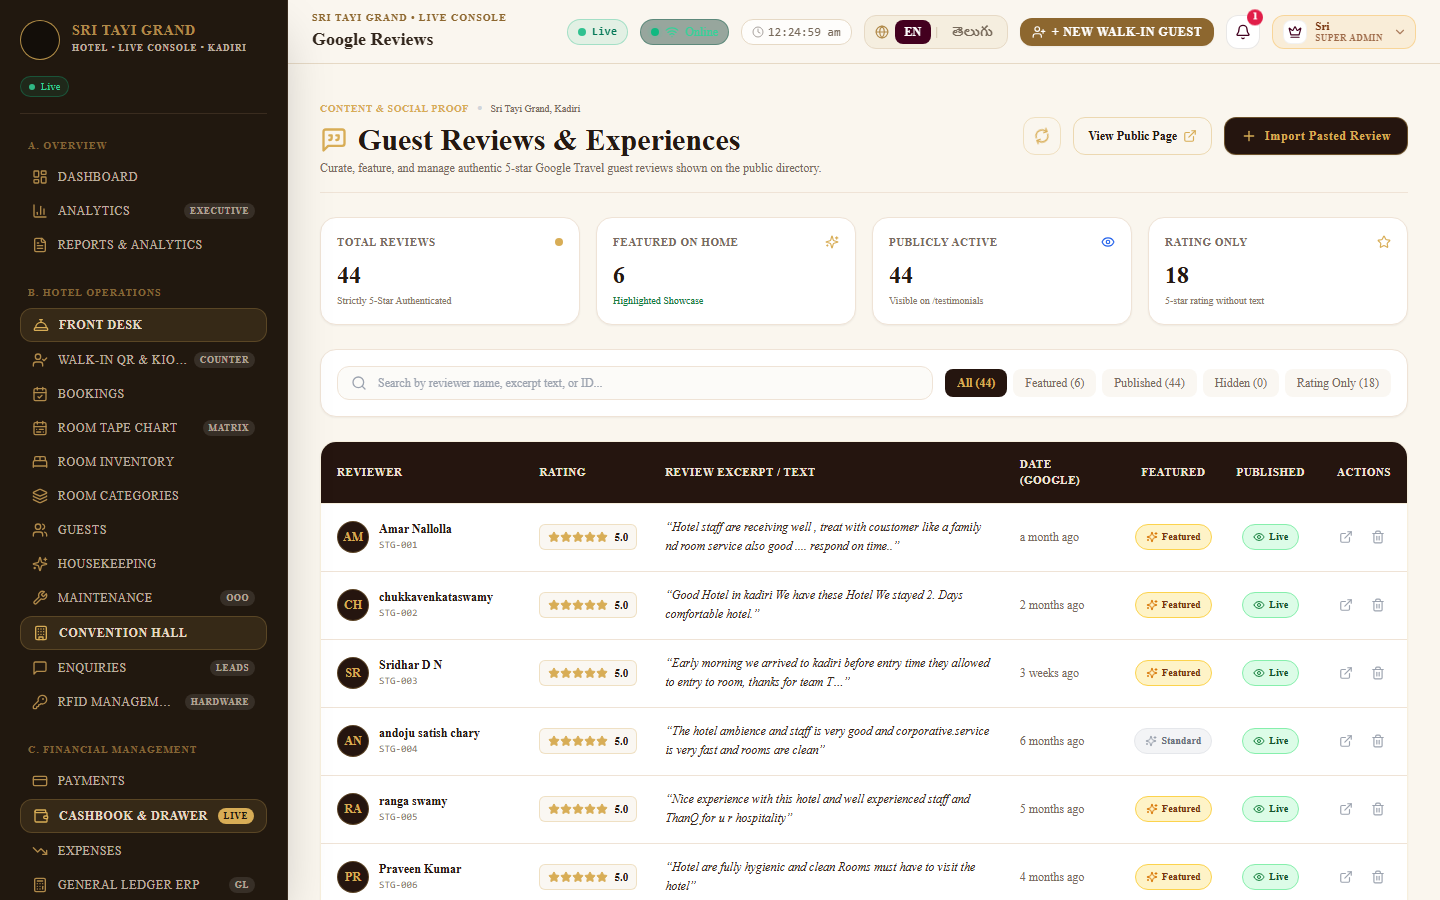 SRI TAYI GRAND
HOTEL • LIVE CONSOLE • KADIRI
Live
A. OVERVIEW
DASHBOARD
ANALYTICS EXECUTIVE
REPORTS & ANALYTICS
B. HOTEL OPERATIONS
FRONT DESK
WALK-IN QR & KIO... COUNTER
BOOKINGS
ROOM TAPE CHART MATRIX
ROOM INVENTORY
ROOM CATEGORIES
GUESTS
HOUSEKEEPING
MAINTENANCE OOO
CONVENTION HALL
ENQUIRIES LEADS
RFID MANAGEM... HARDWARE
C. FINANCIAL MANAGEMENT
PAYMENTS
CASHBOOK & DRAWER LIVE
EXPENSES
GENERAL LEDGER ERP GL
SRI TAYI GRAND • LIVE CONSOLE
Google Reviews
Live
12:24:59 am
EN తెలుగు
+ NEW WALK-IN GUEST
1
Sri
SUPER ADMIN
CONTENT & SOCIAL PROOF • Sri Tayi Grand, Kadiri
Guest Reviews & Experiences
Curate, feature, and manage authentic 5-star Google Travel guest reviews shown on the public directory.
View Public Page
Import Pasted Review
TOTAL REVIEWS
44
Strictly 5-Star Authenticated
FEATURED ON HOME
6
Highlighted Showcase
PUBLICLY ACTIVE
44
Visible on /testimonials
RATING ONLY
18
5-star rating without text
Search by reviewer name, excerpt text, or ID...
All (44) Featured (6) Published (44) Hidden (0) Rating Only (18)
REVIEWER RATING REVIEW EXCERPT / TEXT DATE (GOOGLE) FEATURED PUBLISHED ACTIONS
AM Amar Nallolla
STG-001
5.0
“Hotel staff are receiving well , treat with coustomer like a family
nd room service also good .... respond on time..”
a month ago Featured Live
CH chukkavenkataswamy
STG-002
5.0
“Good Hotel in kadiri We have these Hotel We stayed 2. Days
comfortable hotel.”
2 months ago Featured Live
SR Sridhar D N
STG-003
5.0
“Early morning we arrived to kadiri before entry time they allowed
to entry to room, thanks for team T…”
3 weeks ago Featured Live
AN andoju satish chary
STG-004
5.0
“The hotel ambience and staff is very good and corporative.service
is very fast and rooms are clean”
6 months ago Standard Live
RA ranga swamy
STG-005
5.0
“Nice experience with this hotel and well experienced staff and
ThanQ for u r hospitality”
5 months ago Featured Live
PR Praveen Kumar
STG-006
5.0
“Hotel are fully hygienic and clean Rooms must have to visit the
hotel”
4 months ago Featured Live